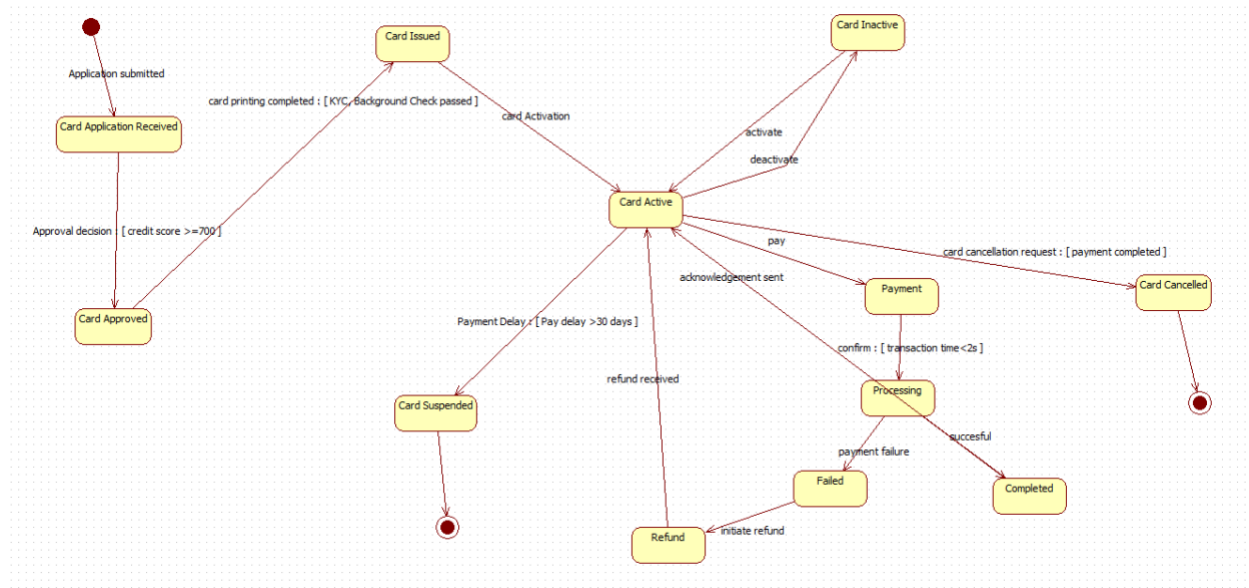 Card Issued
Card Inactive
Application submitted
card printing completed : [ KYC, Background Check passed ]
card Activation
Card Application Received
activate
deactivate
Card Active
Approval decision : [ credit score >=700 ]
pay
card cancellation request : [ payment completed ]
acknowledgement sent
Payment
Card Cancelled
Card Approved
Payment Delay : [ Pay delay >30 days ]
confirm : [ transaction time<2s ]
refund received
Processing
Card Suspended
succesful
payment failure
Failed
Completed
initiate refund
Refund